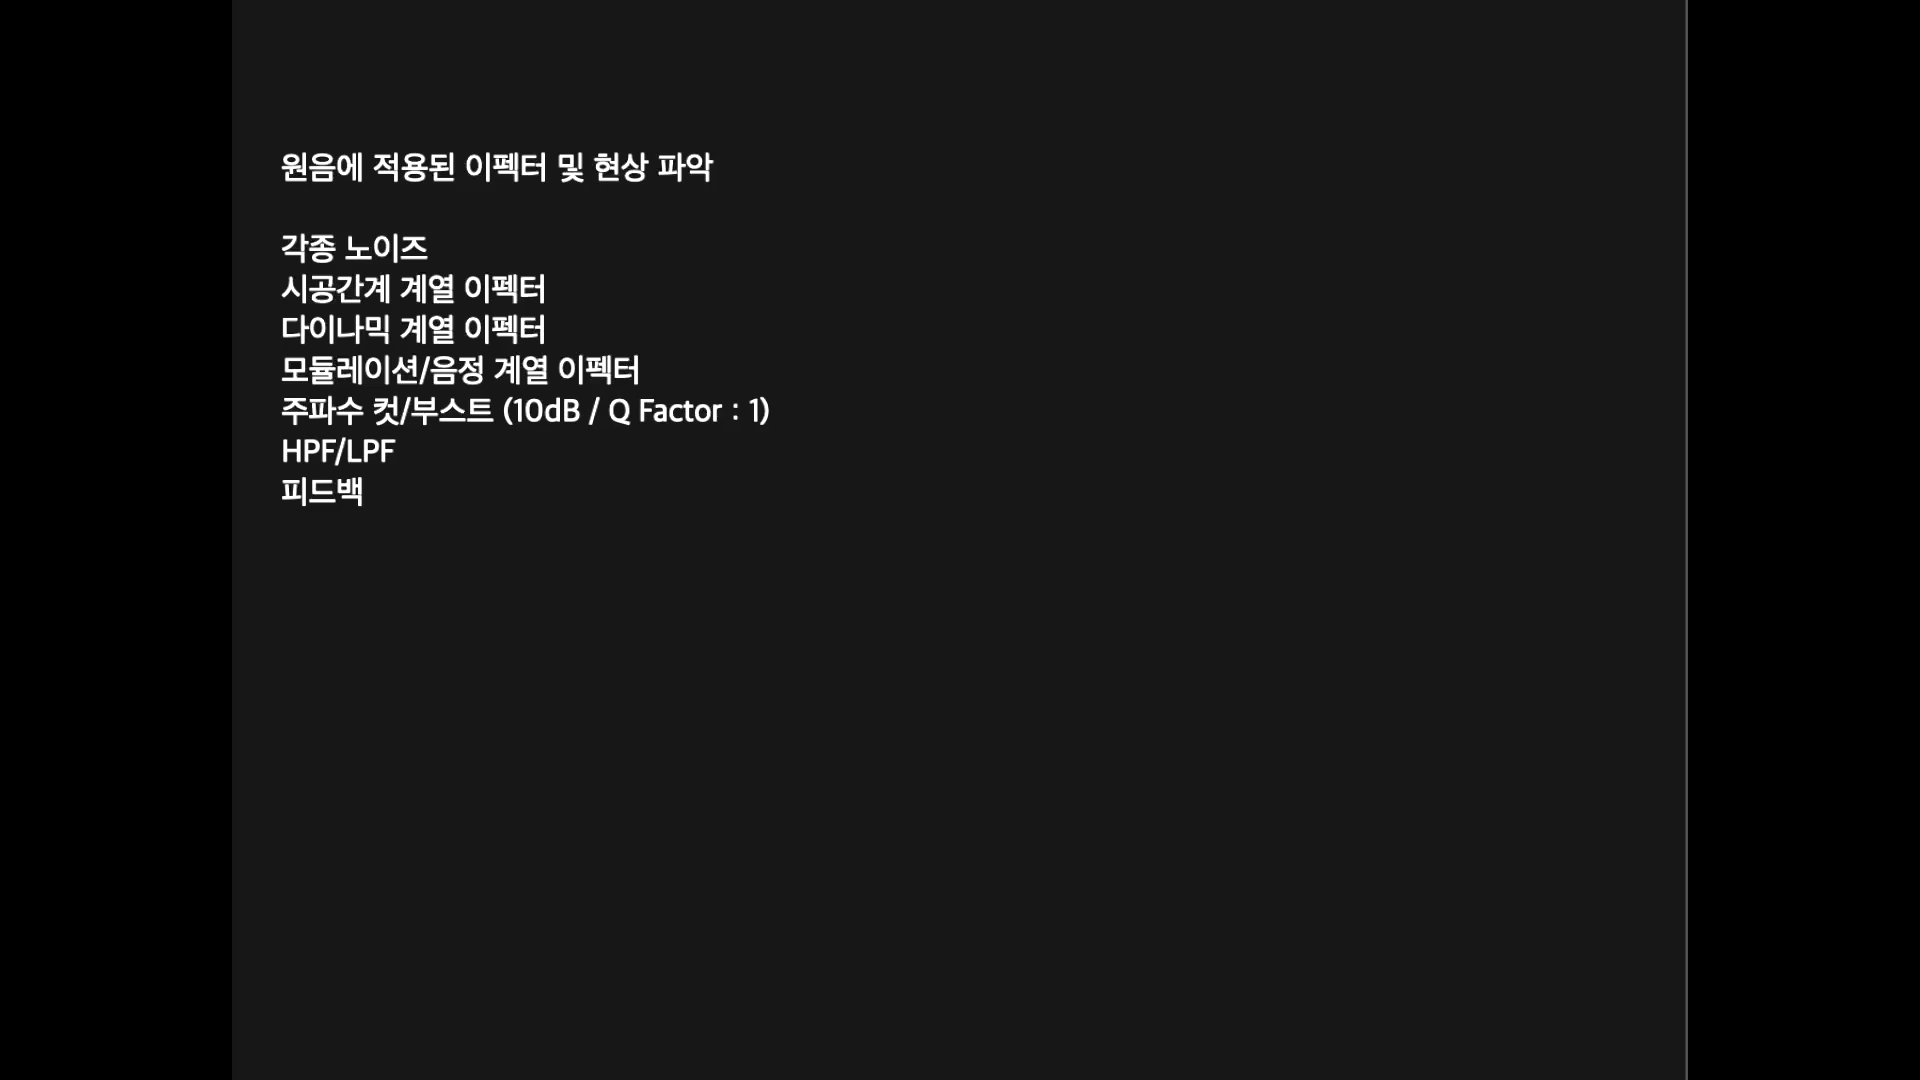 원음에 적용된 이펙터 및 현상 파악
각종 노이즈
시공간계 계열 이펙터
다이나믹 계열 이펙터
모듈레이션/음정 계열 이펙터
주파수 컷/부스트 (10dB / Q Factor : 1)
HPF/LPF
피드백